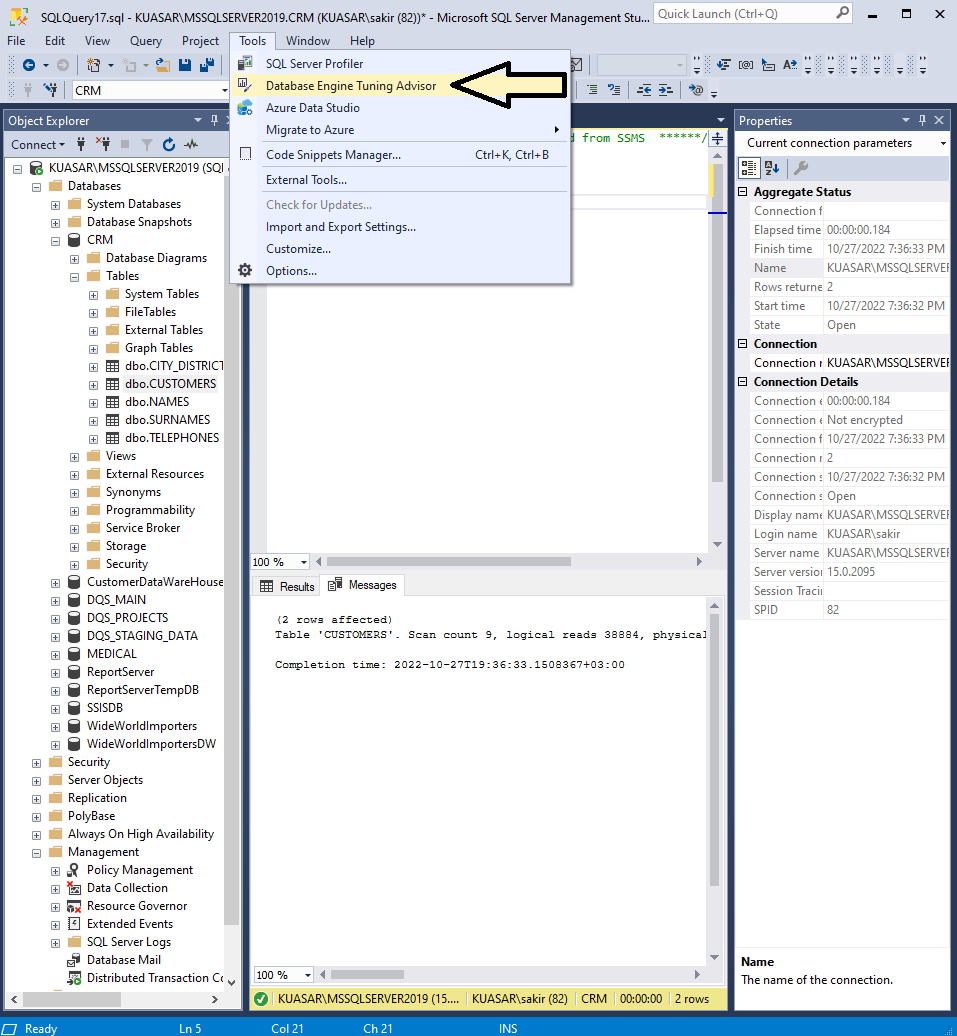 SQLQuery17.sql - KUASAR\MSSQLSERVER2019.CRM (KUASAR\sakir (82))* - Microsoft SQL Server Management Stu...
Quick Launch (Ctrl+Q)
File Edit View Query Project Tools Window Help
CRM
SQL Server Profiler
Database Engine Tuning Advisor
Azure Data Studio
Migrate to Azure
Code Snippets Manager... Ctrl+K, Ctrl+B
External Tools...
Check for Updates...
Import and Export Settings...
Customize...
Options...
from SSMS ******/
Object Explorer
Connect
KUASAR\MSSQLSERVER2019 (SQL
Databases
System Databases
Database Snapshots
CRM
Database Diagrams
Tables
System Tables
FileTables
External Tables
Graph Tables
dbo.CITY_DISTRICT
dbo.CUSTOMERS
dbo.NAMES
dbo.SURNAMES
dbo.TELEPHONES
Views
External Resources
Synonyms
Programmability
Service Broker
Storage
Security
CustomerDataWareHouse
DQS_MAIN
DQS_PROJECTS
DQS_STAGING_DATA
MEDICAL
ReportServer
ReportServerTempDB
SSISDB
WideWorldImporters
WideWorldImportersDW
Security
Server Objects
Replication
PolyBase
Always On High Availability
Management
Policy Management
Data Collection
Resource Governor
Extended Events
SQL Server Logs
Database Mail
Distributed Transaction Co
100 %
Results Messages
(2 rows affected)
Table 'CUSTOMERS'. Scan count 9, logical reads 38884, physical
Completion time: 2022-10-27T19:36:33.1508367+03:00
100 %
KUASAR\MSSQLSERVER2019 (15.... KUASAR\sakir (82) CRM 00:00:00 2 rows
Properties
Current connection parameters
Aggregate Status
Connection f
Elapsed time 00:00:00.184
Finish time 10/27/2022 7:36:33 PM
Name KUASAR\MSSQLSERVER
Rows returne 2
Start time 10/27/2022 7:36:32 PM
State Open
Connection
Connection n KUASAR\MSSQLSERVER
Connection Details
Connection e 00:00:00.184
Connection e Not encrypted
Connection f 10/27/2022 7:36:33 PM
Connection r 2
Connection s 10/27/2022 7:36:32 PM
Connection s Open
Display name KUASAR\MSSQLSERVER
Login name KUASAR\sakir
Server name KUASAR\MSSQLSERVER
Server version 15.0.2095
Session Tracin
SPID 82
Name
The name of the connection.
Ready Ln 5 Col 21 Ch 21 INS